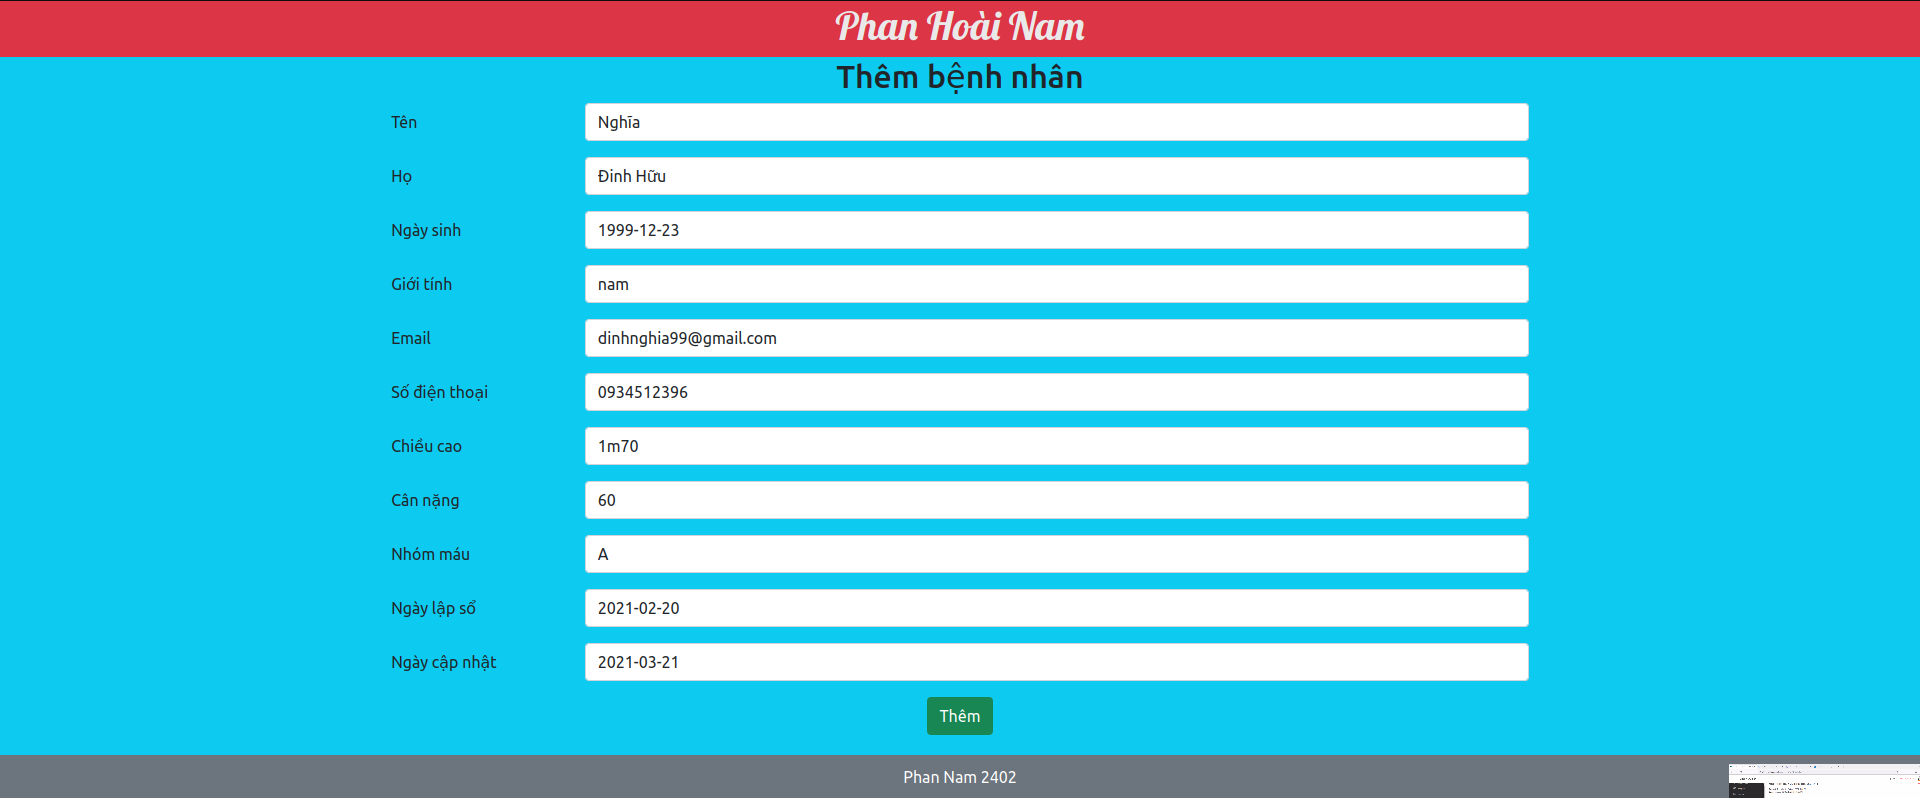 Phan Hoài Nam
Thêm bệnh nhân
Tên Nghĩa
Họ Đinh Hữu
Ngày sinh 1999-12-23
Giới tính nam
Email dinhnghia99@gmail.com
Số điện thoại 0934512396
Chiều cao 1m70
Cân nặng 60
Nhóm máu A
Ngày lập sổ 2021-02-20
Ngày cập nhật 2021-03-21
Thêm
Phan Nam 2402